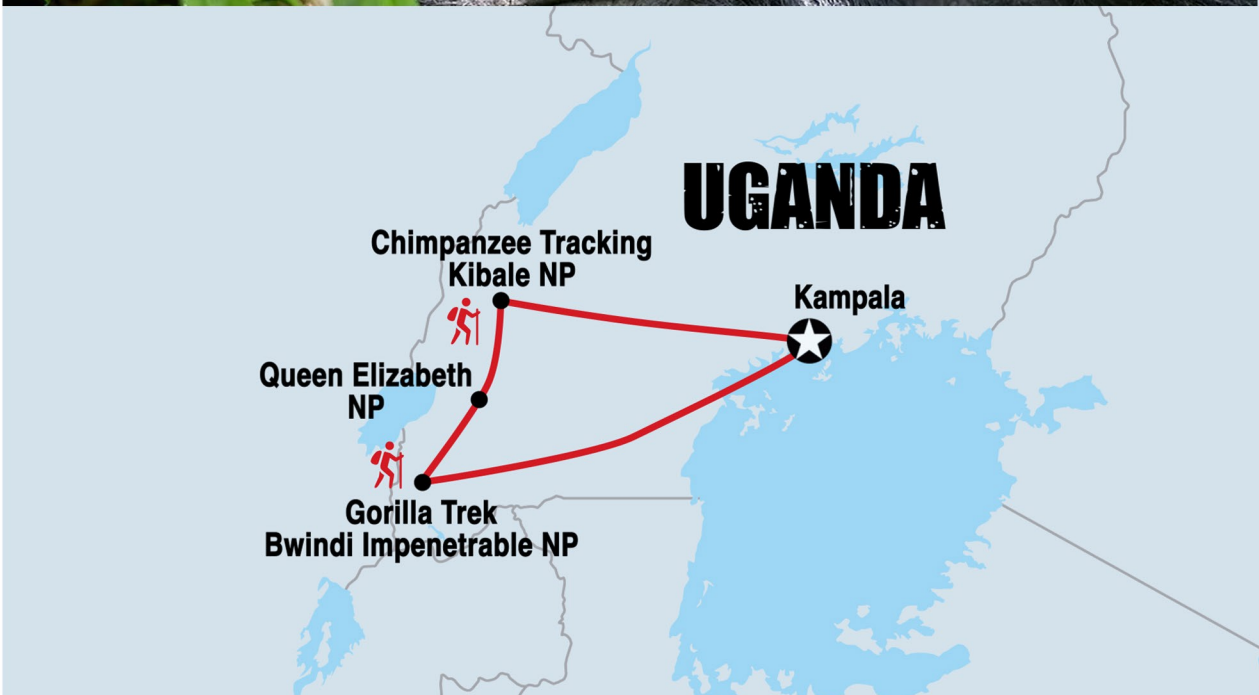 UGANDA
Chimpanzee Tracking
Kibale NP
Kampala
Queen Elizabeth
NP
Gorilla Trek
Bwindi Impenetrable NP